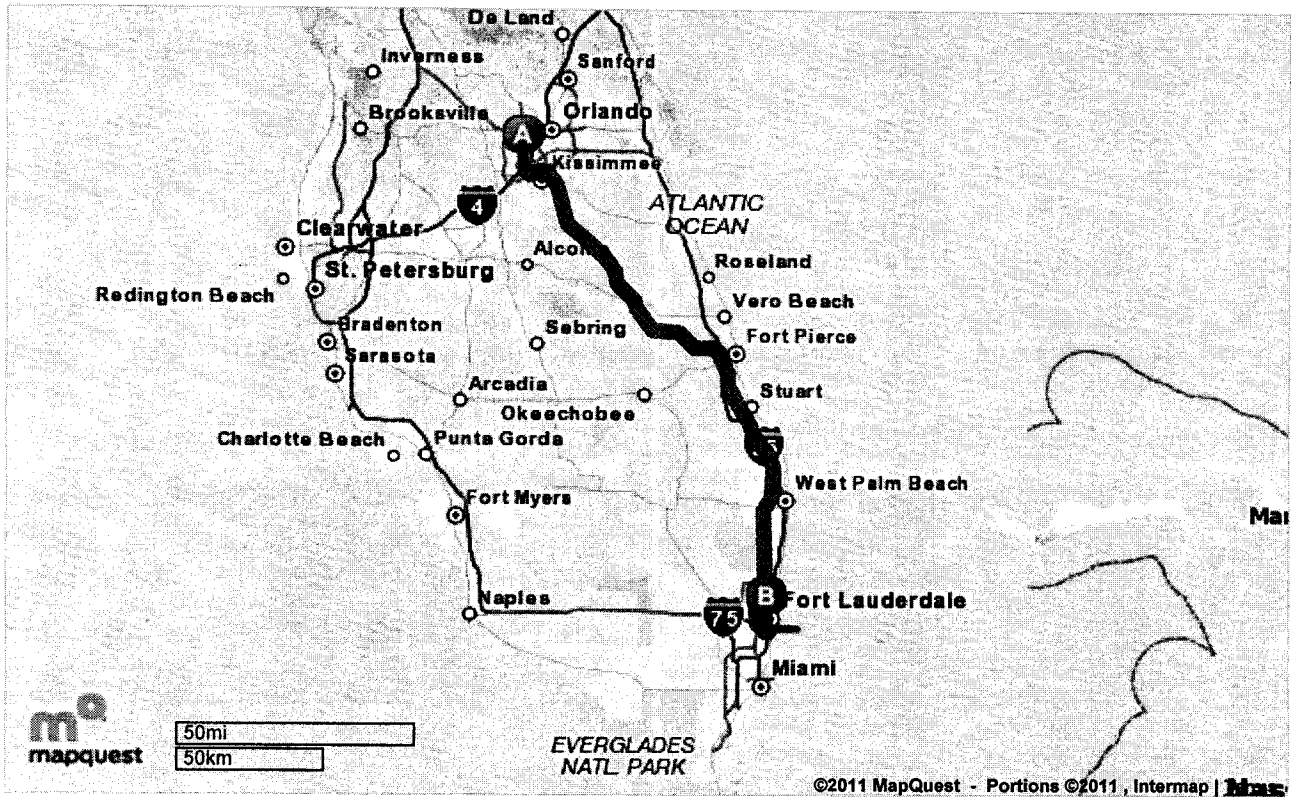 De Land
Inverness
Sanford
Brooksville
Orlando
A
Kissimmee
4
ATLANTIC
OCEAN
Clearwater
Alcoma
Roseland
St. Petersburg
Redington Beach
Vero Beach
Bradenton
Sebring
Fort Pierce
Sarasota
Arcadia
Stuart
Okeechobee
Charlotte Beach
Punta Gorda
95
West Palm Beach
Fort Myers
Mar
Naples
B
Fort Lauderdale
75
Miami
mapquest
50mi
50km
EVERGLADES
NATL. PARK
©2011 MapQuest - Portions ©2011 , Intermap |